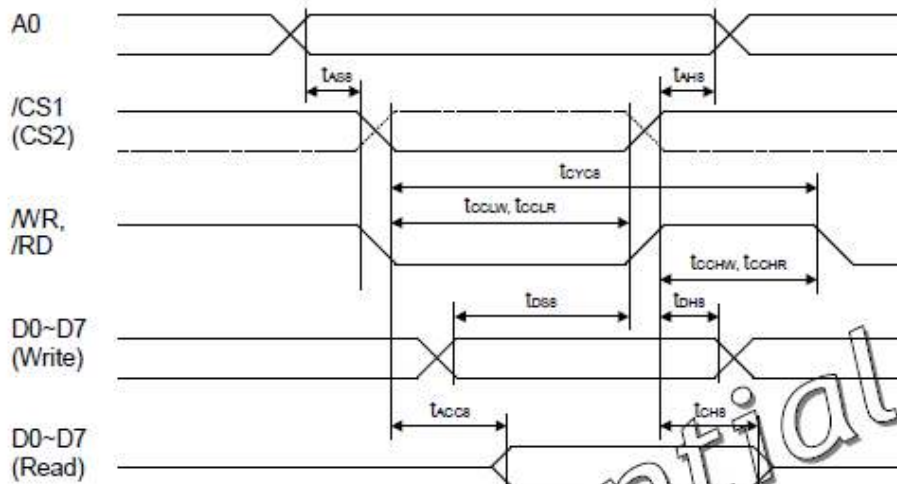 A0
tAS8
tAH8
/CS1
(CS2)
tCYC8
/WR,
/RD
tCCLW, tCCLR
tCCHW, tCCHR
D0~D7
(Write)
tDS8
tDH8
D0~D7
(Read)
tACC8
tCH8
ntial